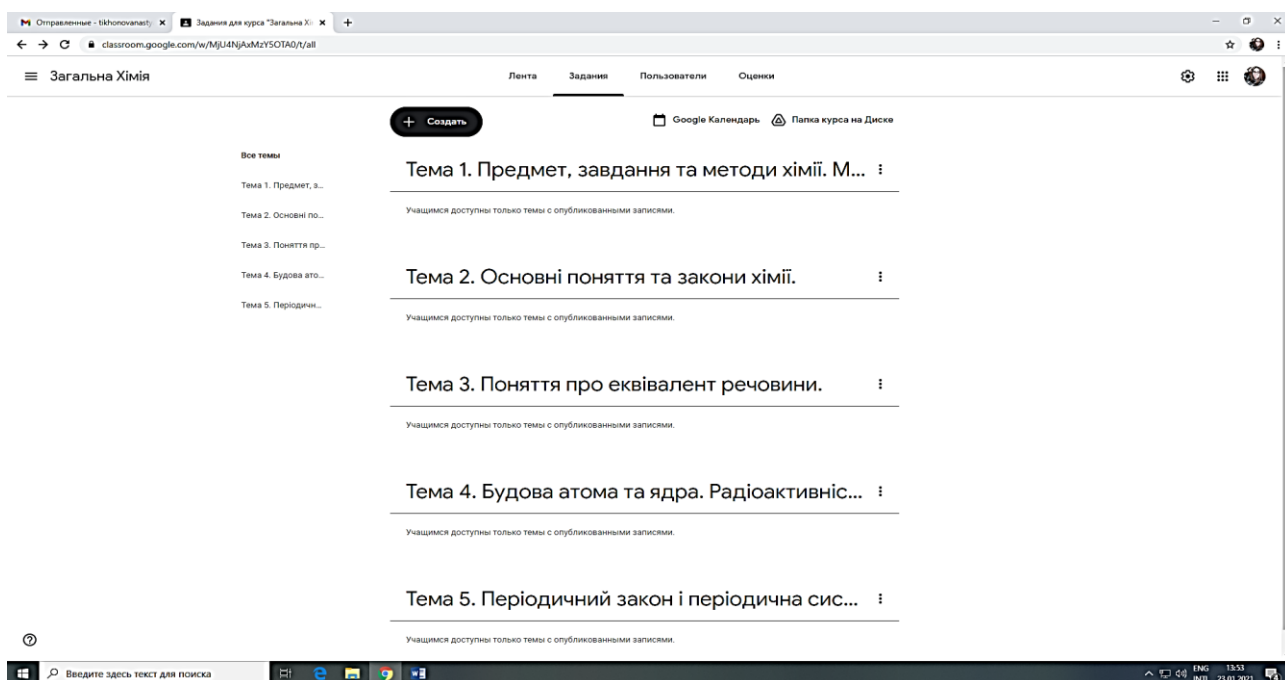 Отправленные - tikhonovanasty
Задания для курса "Загальна Хі
classroom.google.com/w/MjU4NjAxMzY5OTA0/t/all
Загальна Хімія
Лента Задания Пользователи Оценки
Создать
Google Календарь Папка курса на Диске
Все темы
Тема 1. Предмет, з...
Тема 2. Основні по...
Тема 3. Поняття пр...
Тема 4. Будова ато...
Тема 5. Періодичн...
Тема 1. Предмет, завдання та методи хімії. М...
Учащимся доступны только темы с опубликованными записями.
Тема 2. Основні поняття та закони хімії.
Учащимся доступны только темы с опубликованными записями.
Тема 3. Поняття про еквівалент речовини.
Учащимся доступны только темы с опубликованными записями.
Тема 4. Будова атома та ядра. Радіоактивніс...
Учащимся доступны только темы с опубликованными записями.
Тема 5. Періодичний закон і періодична сис...
Учащимся доступны только темы с опубликованными записями.
Введите здесь текст для поиска
ENG 13:53
INTL 23.01.2021